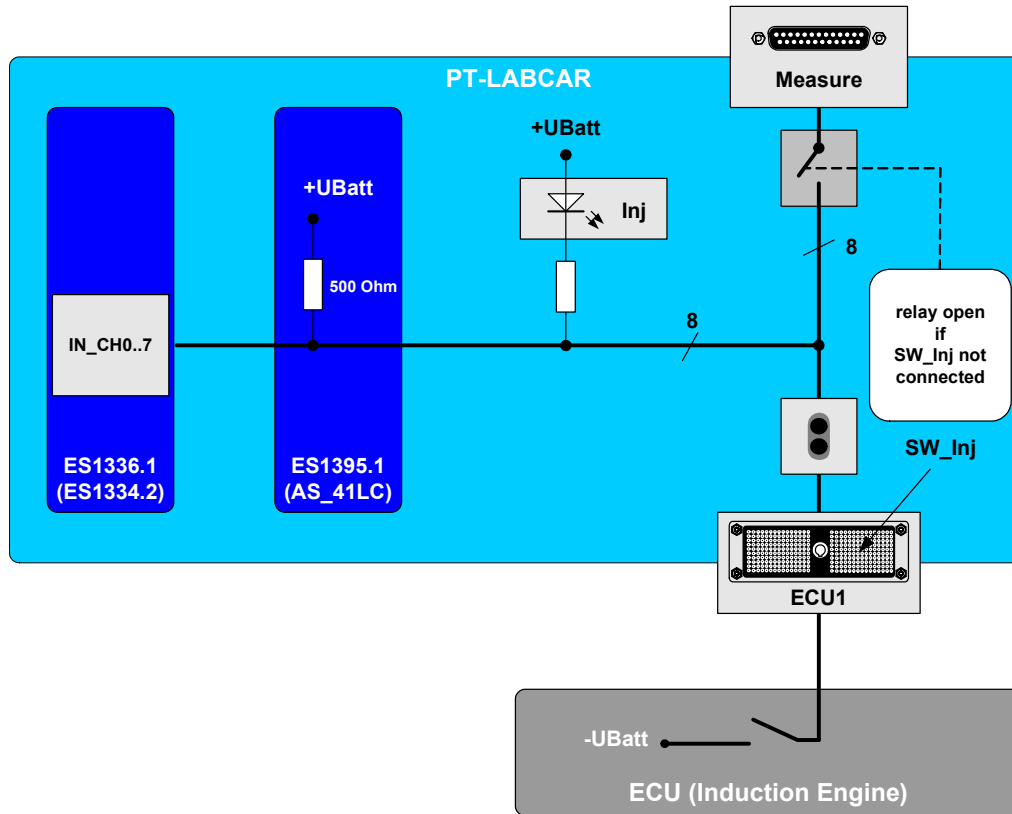 Measure
PT-LABCAR
+UBatt
+UBatt
Inj
500 Ohm
8
8
IN_CH0..7
relay open
if
SW_Inj not
connected
SW_Inj
ES1336.1
(ES1334.2)
ES1395.1
(AS_41LC)
ECU1
-UBatt
ECU (Induction Engine)